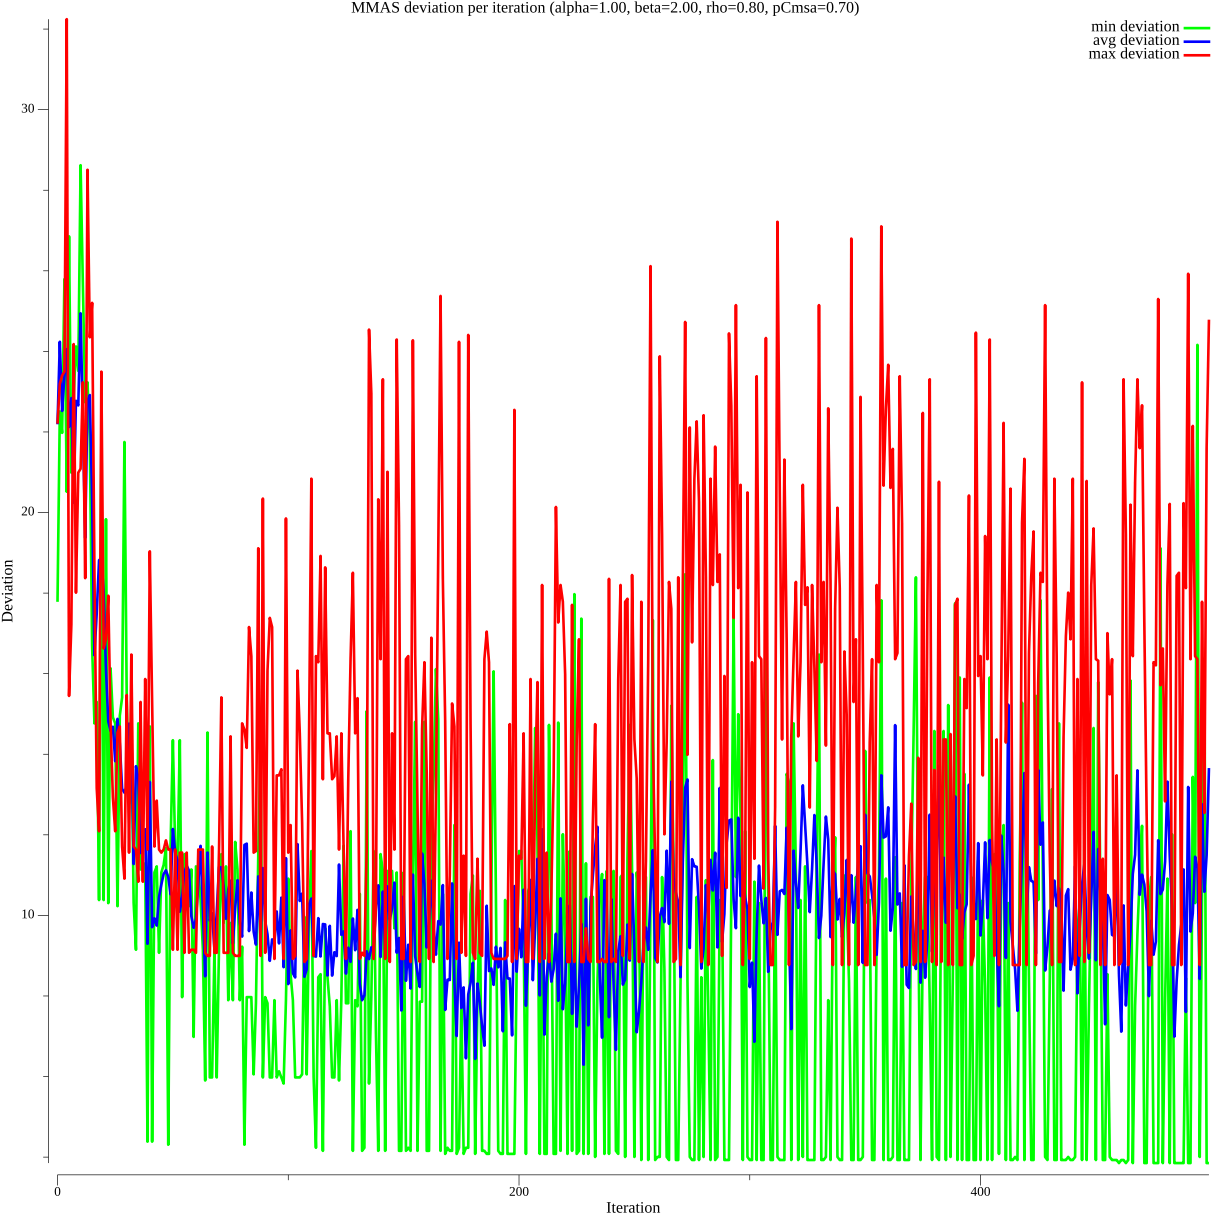 MMAS deviation per iteration (alpha=1.00, beta=2.00, rho=0.80, pCmsa=0.70)
min deviation
avg deviation
max deviation
30
20
10
Deviation
0
200
400
Iteration